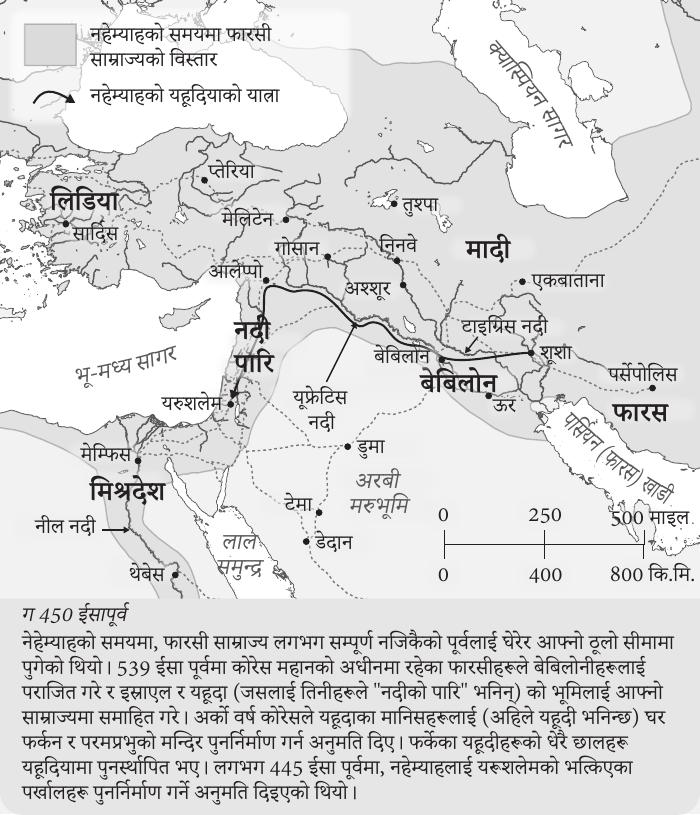 नहेम्याहको समयमा फारसी
साम्राज्यको विस्तार
नहेम्याहको यहूदियाको यात्रा
क्यास्पियन सागर
प्तेरिया
लिडिया
सार्दिस
मेलिटेन
तुश्पा
गोसान
निनवे
मादी
आलेप्पो
अश्शूर
एकबाताना
नदी
पारि
टाइग्रिस नदी
भू-मध्य सागर
बेबिलोन
शूशा
बेबिलोन
पर्सेपोलिस
यरुशलेम
यूफ्रेटिस
नदी
ऊर
फारस
पर्सियन (फारस) खाडी
मेम्फिस
डुमा
मिश्रदेश
अरबी
मरुभूमि
टेमा
नील नदी
लाल
समुन्द्र
डेदान
थेबेस
0 250 500 माइल
0 400 800 कि.मि.
ग 450 ईसापूर्व
नेहेम्याहको समयमा, फारसी साम्राज्य लगभग सम्पूर्ण नजिकैको पूर्वलाई घेरेर आफ्नो ठूलो सीमामा
पुगेको थियो। 539 ईसा पूर्वमा कोरेस महानको अधीनमा रहेका फारसीहरूले बेबिलोनीहरूलाई
पराजित गरे र इस्राएल र यहूदा (जसलाई तिनीहरूले "नदीको पारि" भनिन्) को भूमिलाई आफ्नो
साम्राज्यमा समाहित गरे। अर्को वर्ष कोरेसले यहूदाका मानिसहरूलाई (अहिले यहूदी भनिन्छ) घर
फर्कन र परमप्रभुको मन्दिर पुनर्निर्माण गर्न अनुमति दिए। फर्केका यहूदीहरूको धेरै छालहरू
यहूदियामा पुनर्स्थापित भए। लगभग 445 ईसा पूर्वमा, नहेम्याहलाई यरूशलेमको भत्किएका
पर्खालहरू पुनर्निर्माण गर्ने अनुमति दिइएको थियो।